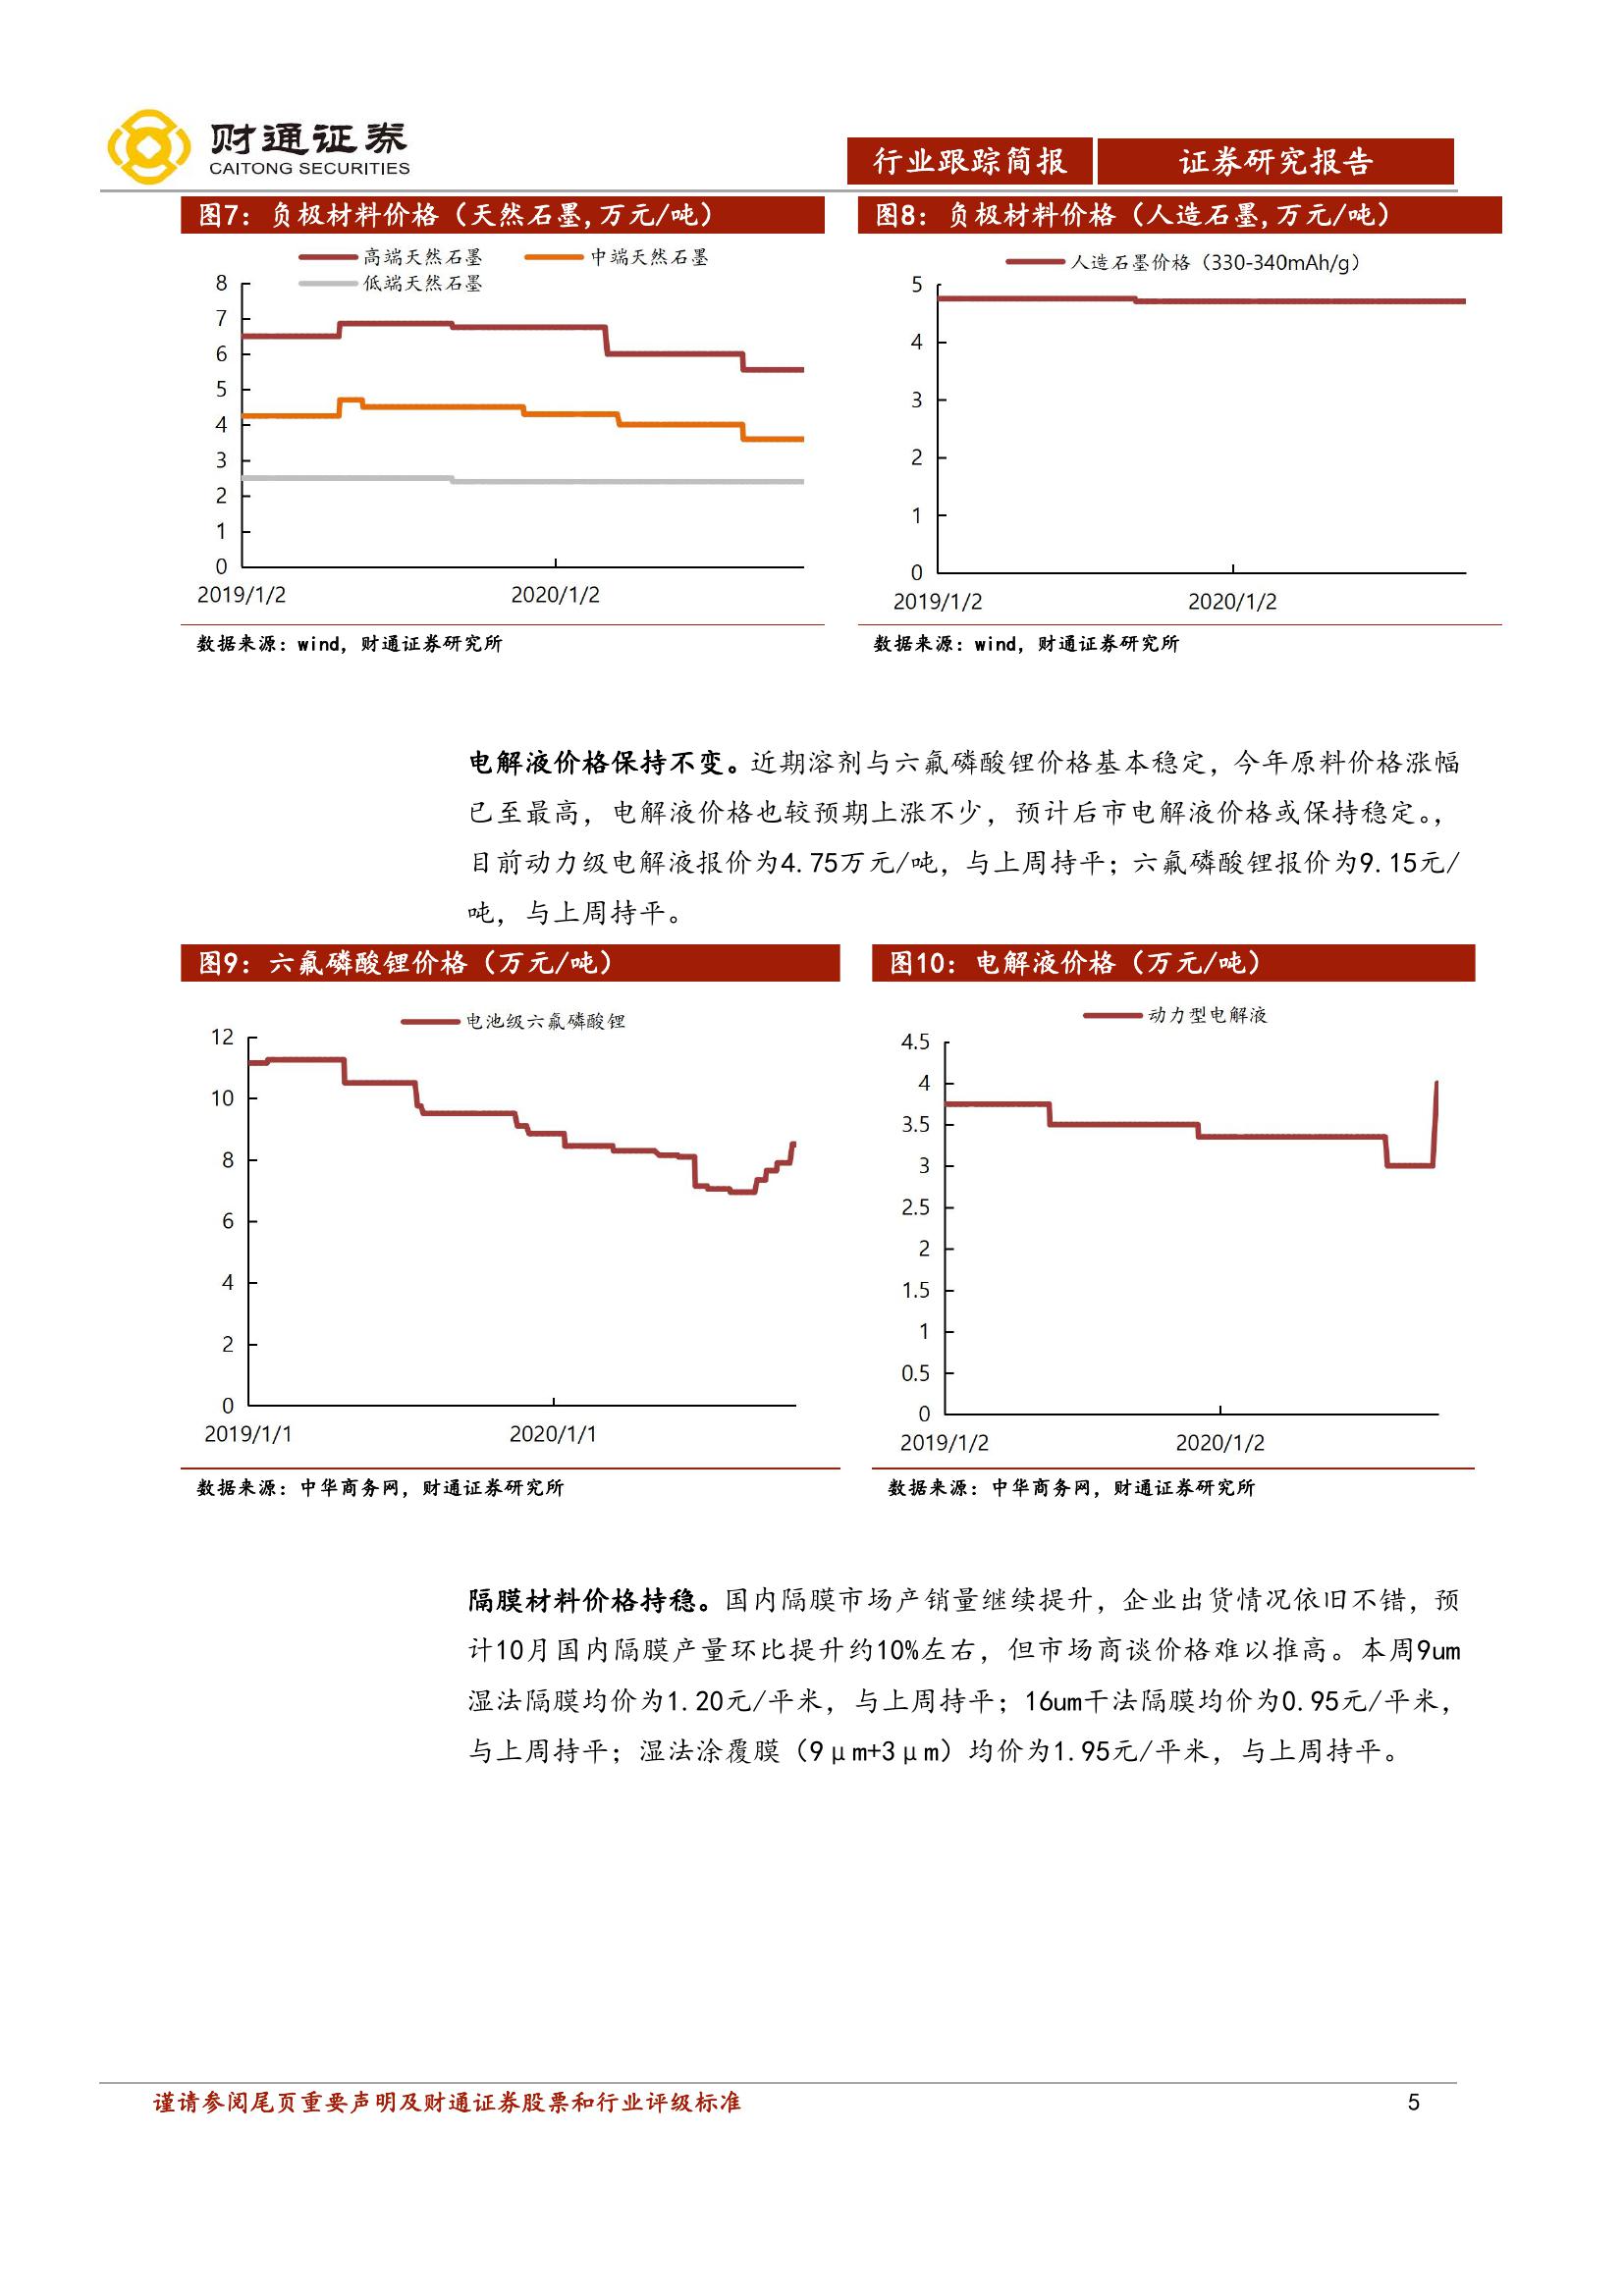 财通证券
CAITONG SECURITIES
行业跟踪简报 证券研究报告
图7：负极材料价格（天然石墨,万元/吨）
高端天然石墨 中端天然石墨
低端天然石墨
8
7
6
5
4
3
2
1
0
2019/1/2 2020/1/2
数据来源：wind，财通证券研究所
图8：负极材料价格（人造石墨,万元/吨）
人造石墨价格（330-340mAh/g）
5
4
3
2
1
0
2019/1/2 2020/1/2
数据来源：wind，财通证券研究所
电解液价格保持不变。近期溶剂与六氟磷酸锂价格基本稳定，今年原料价格涨幅
已至最高，电解液价格也较预期上涨不少，预计后市电解液价格或保持稳定。，
目前动力级电解液报价为4.75万元/吨，与上周持平；六氟磷酸锂报价为9.15元/
吨，与上周持平。
图9：六氟磷酸锂价格（万元/吨）
电池级六氟磷酸锂
12
10
8
6
4
2
0
2019/1/1 2020/1/1
数据来源：中华商务网，财通证券研究所
图10：电解液价格（万元/吨）
动力型电解液
4.5
4
3.5
3
2.5
2
1.5
1
0.5
0
2019/1/2 2020/1/2
数据来源：中华商务网，财通证券研究所
隔膜材料价格持稳。国内隔膜市场产销量继续提升，企业出货情况依旧不错，预
计10月国内隔膜产量环比提升约10%左右，但市场商谈价格难以推高。本周9um
湿法隔膜均价为1.20元/平米，与上周持平；16um干法隔膜均价为0.95元/平米，
与上周持平；湿法涂覆膜（9μm+3μm）均价为1.95元/平米，与上周持平。
谨请参阅尾页重要声明及财通证券股票和行业评级标准 5